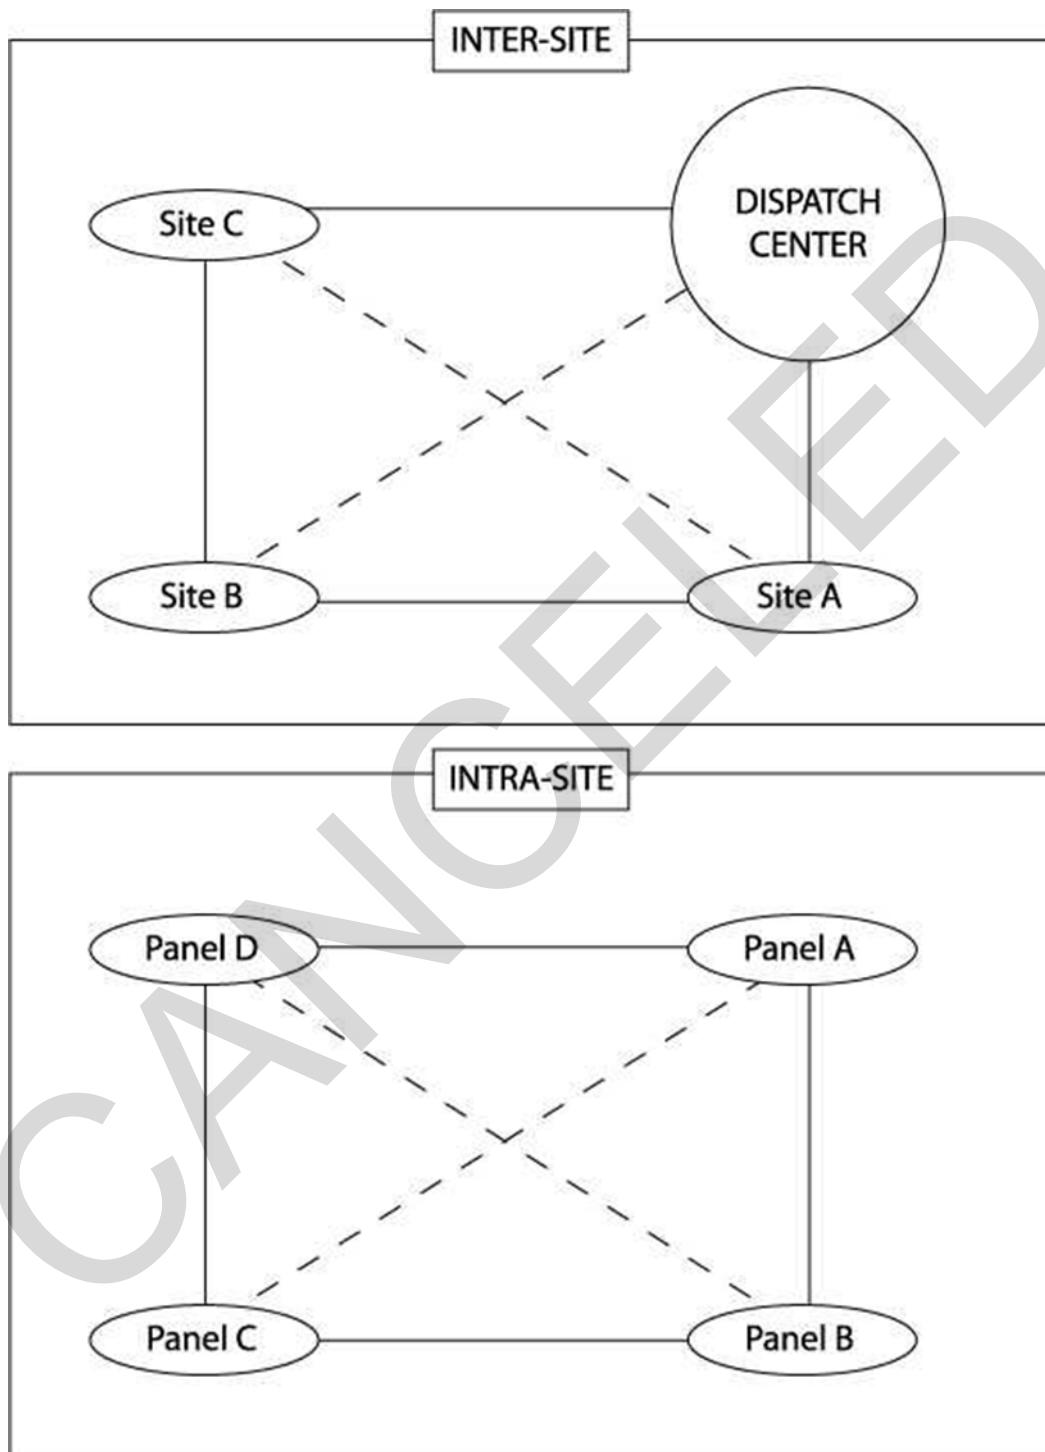 INTER-SITE
DISPATCH
CENTER
Site C
Site B
Site A
INTRA-SITE
Panel D
Panel A
Panel C
Panel B
CANCELED